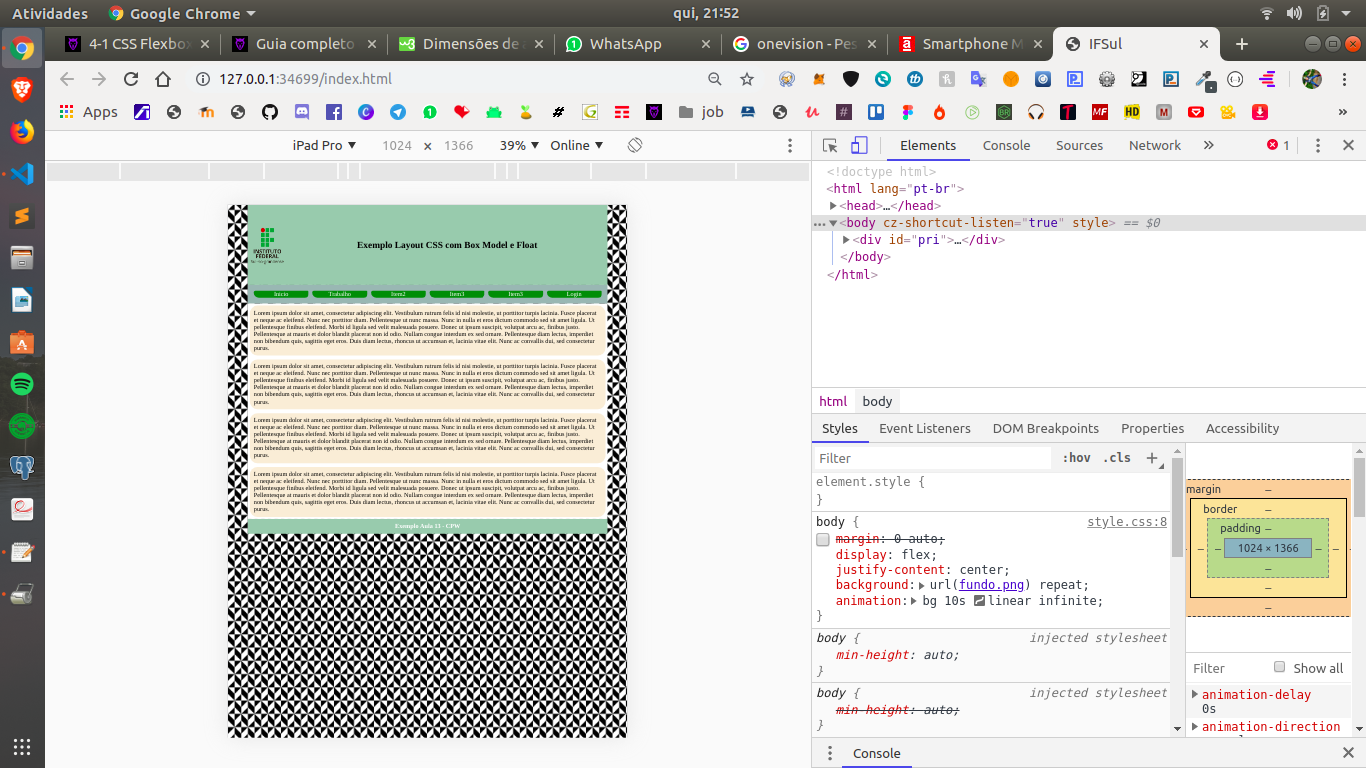 Atividades
Google Chrome
qui, 21:52
4-1 CSS Flexbo
Guia completo
Dimensões de
WhatsApp
onevision - Pes
Smartphone M
IFSul
127.0.0.1:34699/index.html
Apps
job
»
iPad Pro ▼
1024 × 1366
39% ▼
Online ▼
Elements
Console
Sources
Network
»
1
<!doctype html>
<html lang="pt-br">
<head>…</head>
<body cz-shortcut-listen="true" style> == $0
<div id="pri">…</div>
</body>
</html>
INSTITUTO
FEDERAL
Exemplo Layout CSS com Box Model e Float
Inicio
Trabalho
Item2
Item3
Item3
Login
Lorem ipsum dolor sit amet, consectetur adipiscing elit. Vestibulum rutrum felis id nisi molestie, ut porttitor turpis lacinia. Fusce placerat
et neque ac eleifend. Nunc nec porttitor diam. Pellentesque ut nunc massa. Nunc in nulla et eros dictum commodo sed sit amet ligula. Ut
pellentesque finibus eleifend. Morbi id ligula sed velit malesuada posuere. Donec ut ipsum suscipit, volutpat arcu ac, finibus justo.
Pellentesque at mauris et dolor blandit placerat non id odio. Nullam congue interdum ex sed ornare. Pellentesque diam lectus, imperdiet
non bibendum quis, sagittis eget eros. Duis diam lectus, rhoncus ut accumsan et, lacinia vitae elit. Nunc ac convallis dui, sed consectetur
purus.
Lorem ipsum dolor sit amet, consectetur adipiscing elit. Vestibulum rutrum felis id nisi molestie, ut porttitor turpis lacinia. Fusce placerat
et neque ac eleifend. Nunc nec porttitor diam. Pellentesque ut nunc massa. Nunc in nulla et eros dictum commodo sed sit amet ligula. Ut
pellentesque finibus eleifend. Morbi id ligula sed velit malesuada posuere. Donec ut ipsum suscipit, volutpat arcu ac, finibus justo.
Pellentesque at mauris et dolor blandit placerat non id odio. Nullam congue interdum ex sed ornare. Pellentesque diam lectus, imperdiet
non bibendum quis, sagittis eget eros. Duis diam lectus, rhoncus ut accumsan et, lacinia vitae elit. Nunc ac convallis dui, sed consectetur
purus.
Lorem ipsum dolor sit amet, consectetur adipiscing elit. Vestibulum rutrum felis id nisi molestie, ut porttitor turpis lacinia. Fusce placerat
et neque ac eleifend. Nunc nec porttitor diam. Pellentesque ut nunc massa. Nunc in nulla et eros dictum commodo sed sit amet ligula. Ut
pellentesque finibus eleifend. Morbi id ligula sed velit malesuada posuere. Donec ut ipsum suscipit, volutpat arcu ac, finibus justo.
Pellentesque at mauris et dolor blandit placerat non id odio. Nullam congue interdum ex sed ornare. Pellentesque diam lectus, imperdiet
non bibendum quis, sagittis eget eros. Duis diam lectus, rhoncus ut accumsan et, lacinia vitae elit. Nunc ac convallis dui, sed consectetur
purus.
Lorem ipsum dolor sit amet, consectetur adipiscing elit. Vestibulum rutrum felis id nisi molestie, ut porttitor turpis lacinia. Fusce placerat
et neque ac eleifend. Nunc nec porttitor diam. Pellentesque ut nunc massa. Nunc in nulla et eros dictum commodo sed sit amet ligula. Ut
pellentesque finibus eleifend. Morbi id ligula sed velit malesuada posuere. Donec ut ipsum suscipit, volutpat arcu ac, finibus justo.
Pellentesque at mauris et dolor blandit placerat non id odio. Nullam congue interdum ex sed ornare. Pellentesque diam lectus, imperdiet
non bibendum quis, sagittis eget eros. Duis diam lectus, rhoncus ut accumsan et, lacinia vitae elit. Nunc ac convallis dui, sed consectetur
purus.
Exemplo Aula 13 - CPW
html
body
Styles
Event Listeners
DOM Breakpoints
Properties
Accessibility
Filter
:hov
.cls
+
element.style {
}
body {
style.css:8
margin: 0 auto;
display: flex;
justify-content: center;
background: url(fundo.png) repeat;
animation: bg 10s linear infinite;
}
body {
injected stylesheet
min-height: auto;
}
body {
injected stylesheet
min-height: auto;
}
margin
–
border
–
padding
–
1024 × 1366
–
–
–
Filter
Show all
animation-delay
0s
animation-direction
Console